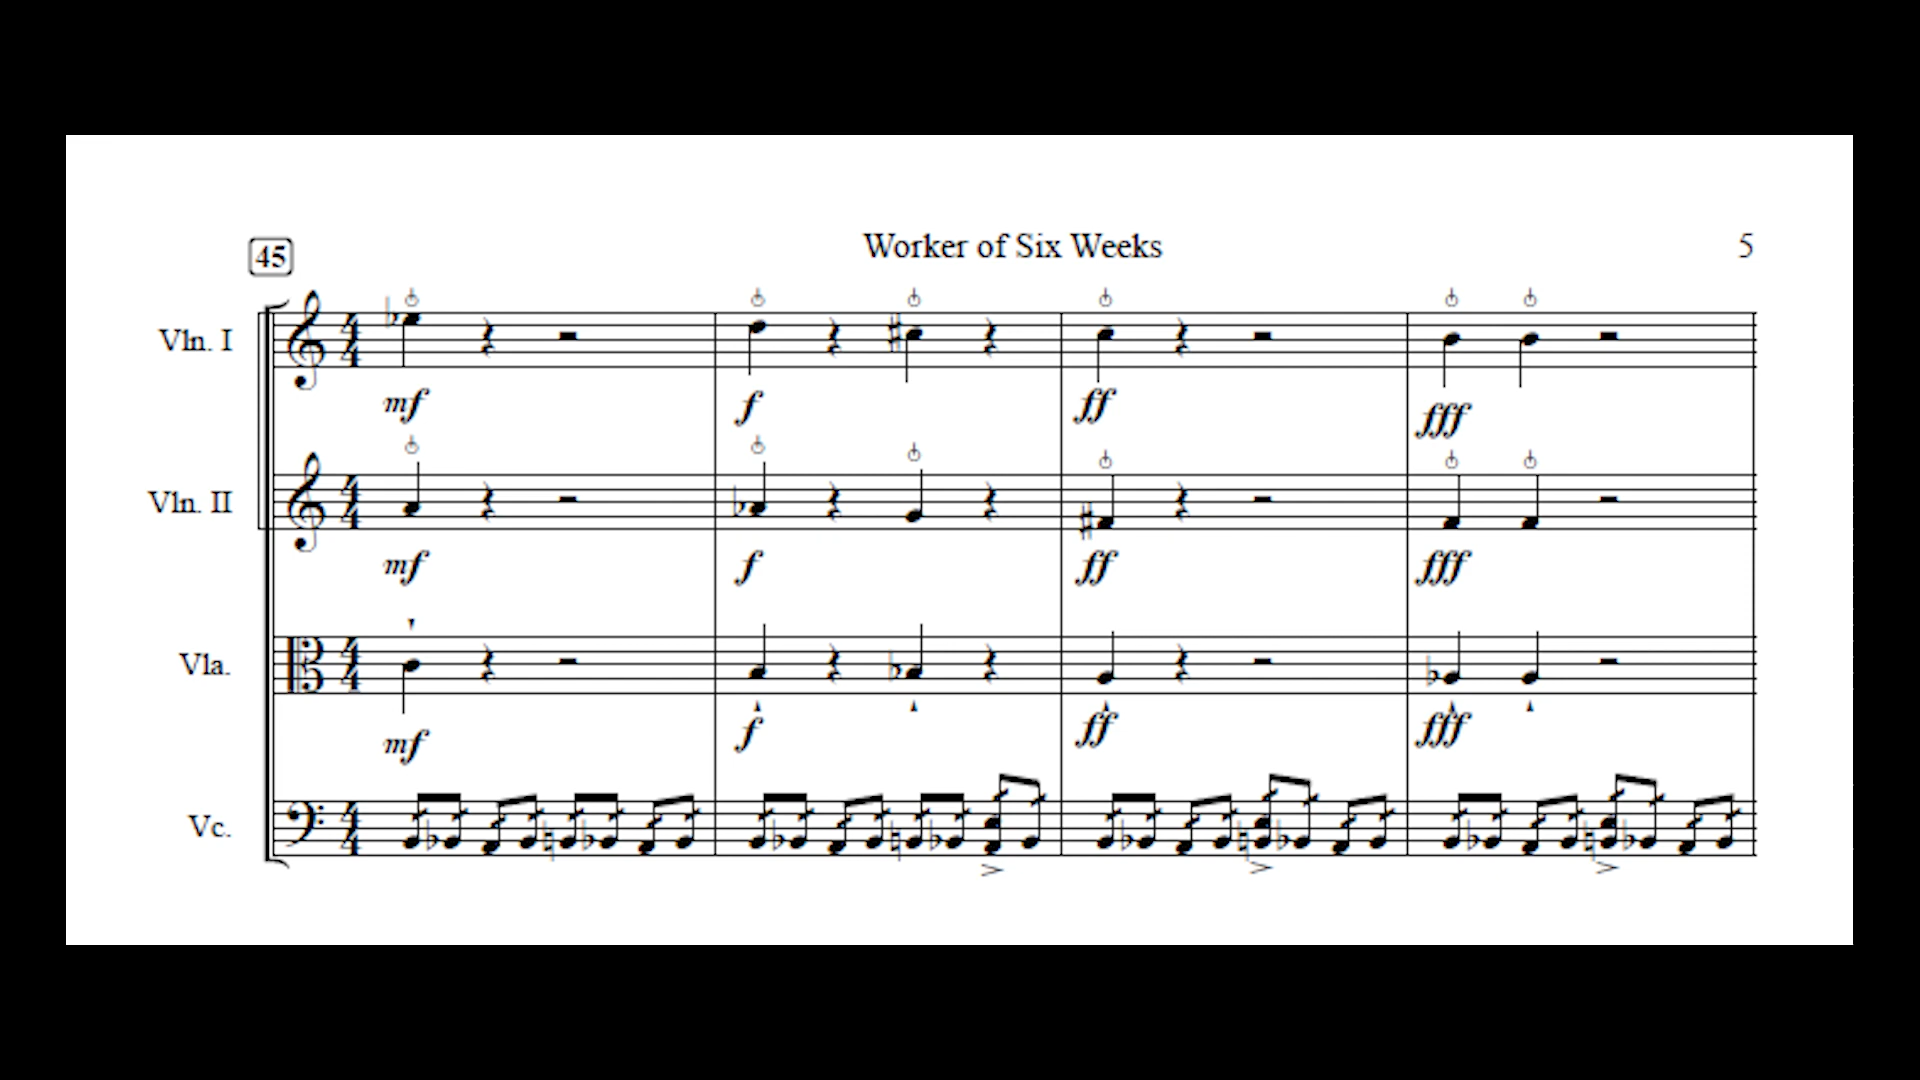 Worker of Six Weeks 5
45
Vln. I
mf f ff fff
Vln. II
mf f ff fff
Vla.
mf f ff fff
Vc.